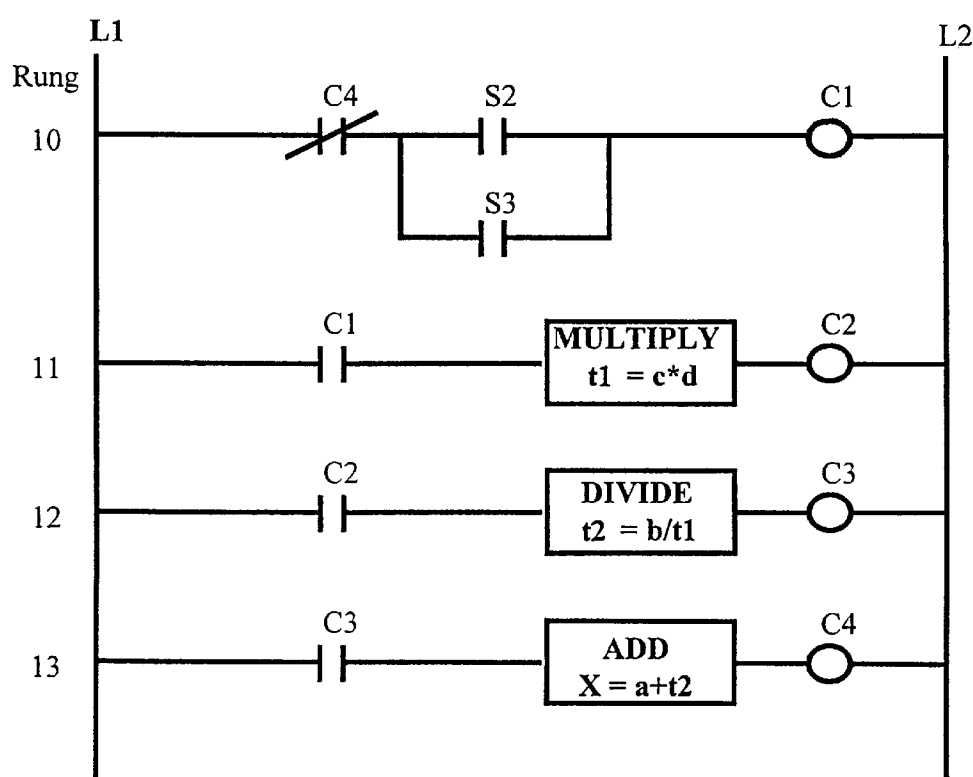 L1
L2
Rung
C4
S2
C1
10
S3
C1
MULTIPLY
t1 = c*d
C2
11
C2
DIVIDE
t2 = b/t1
C3
12
C3
ADD
X = a+t2
C4
13